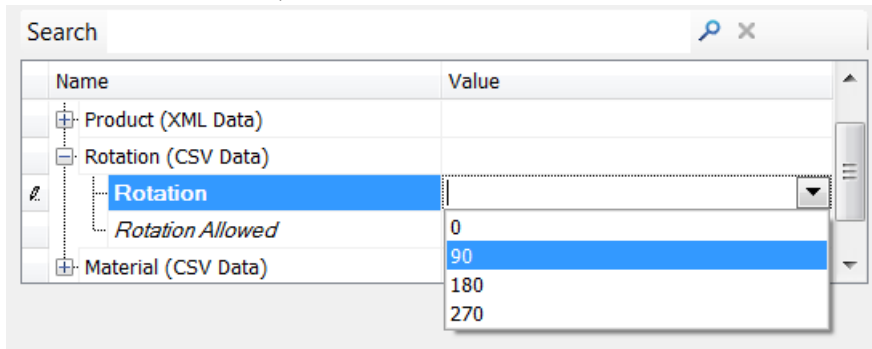 Search
Name Value
Product (XML Data)
Rotation (CSV Data)
Rotation
Rotation Allowed 0
90
Material (CSV Data)
180
270